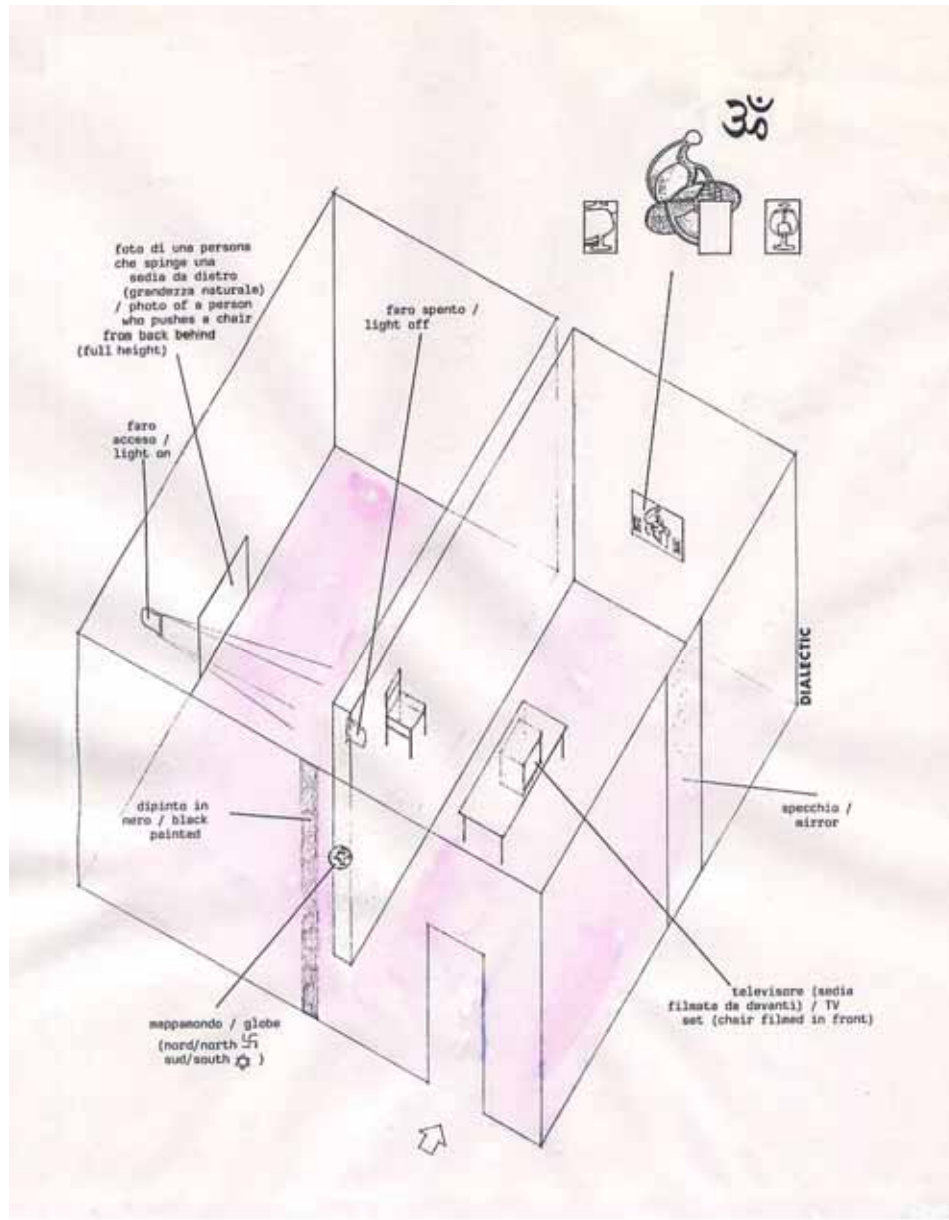 ॐ
foto di una persona
che spinge una
sedia da dietro
(grandezza naturale)
/ photo of a person
who pushes a chair
from back behind
(full height)
faro spento /
light off
faro
acceso /
light on
DIALECTIC
dipinto in
nero / black
painted
specchio /
mirror
televisore (sedia
filmata da davanti) / TV
set (chair filmed in front)
mappamondo / globe
(nord/north 卐
sud/south ✡ )